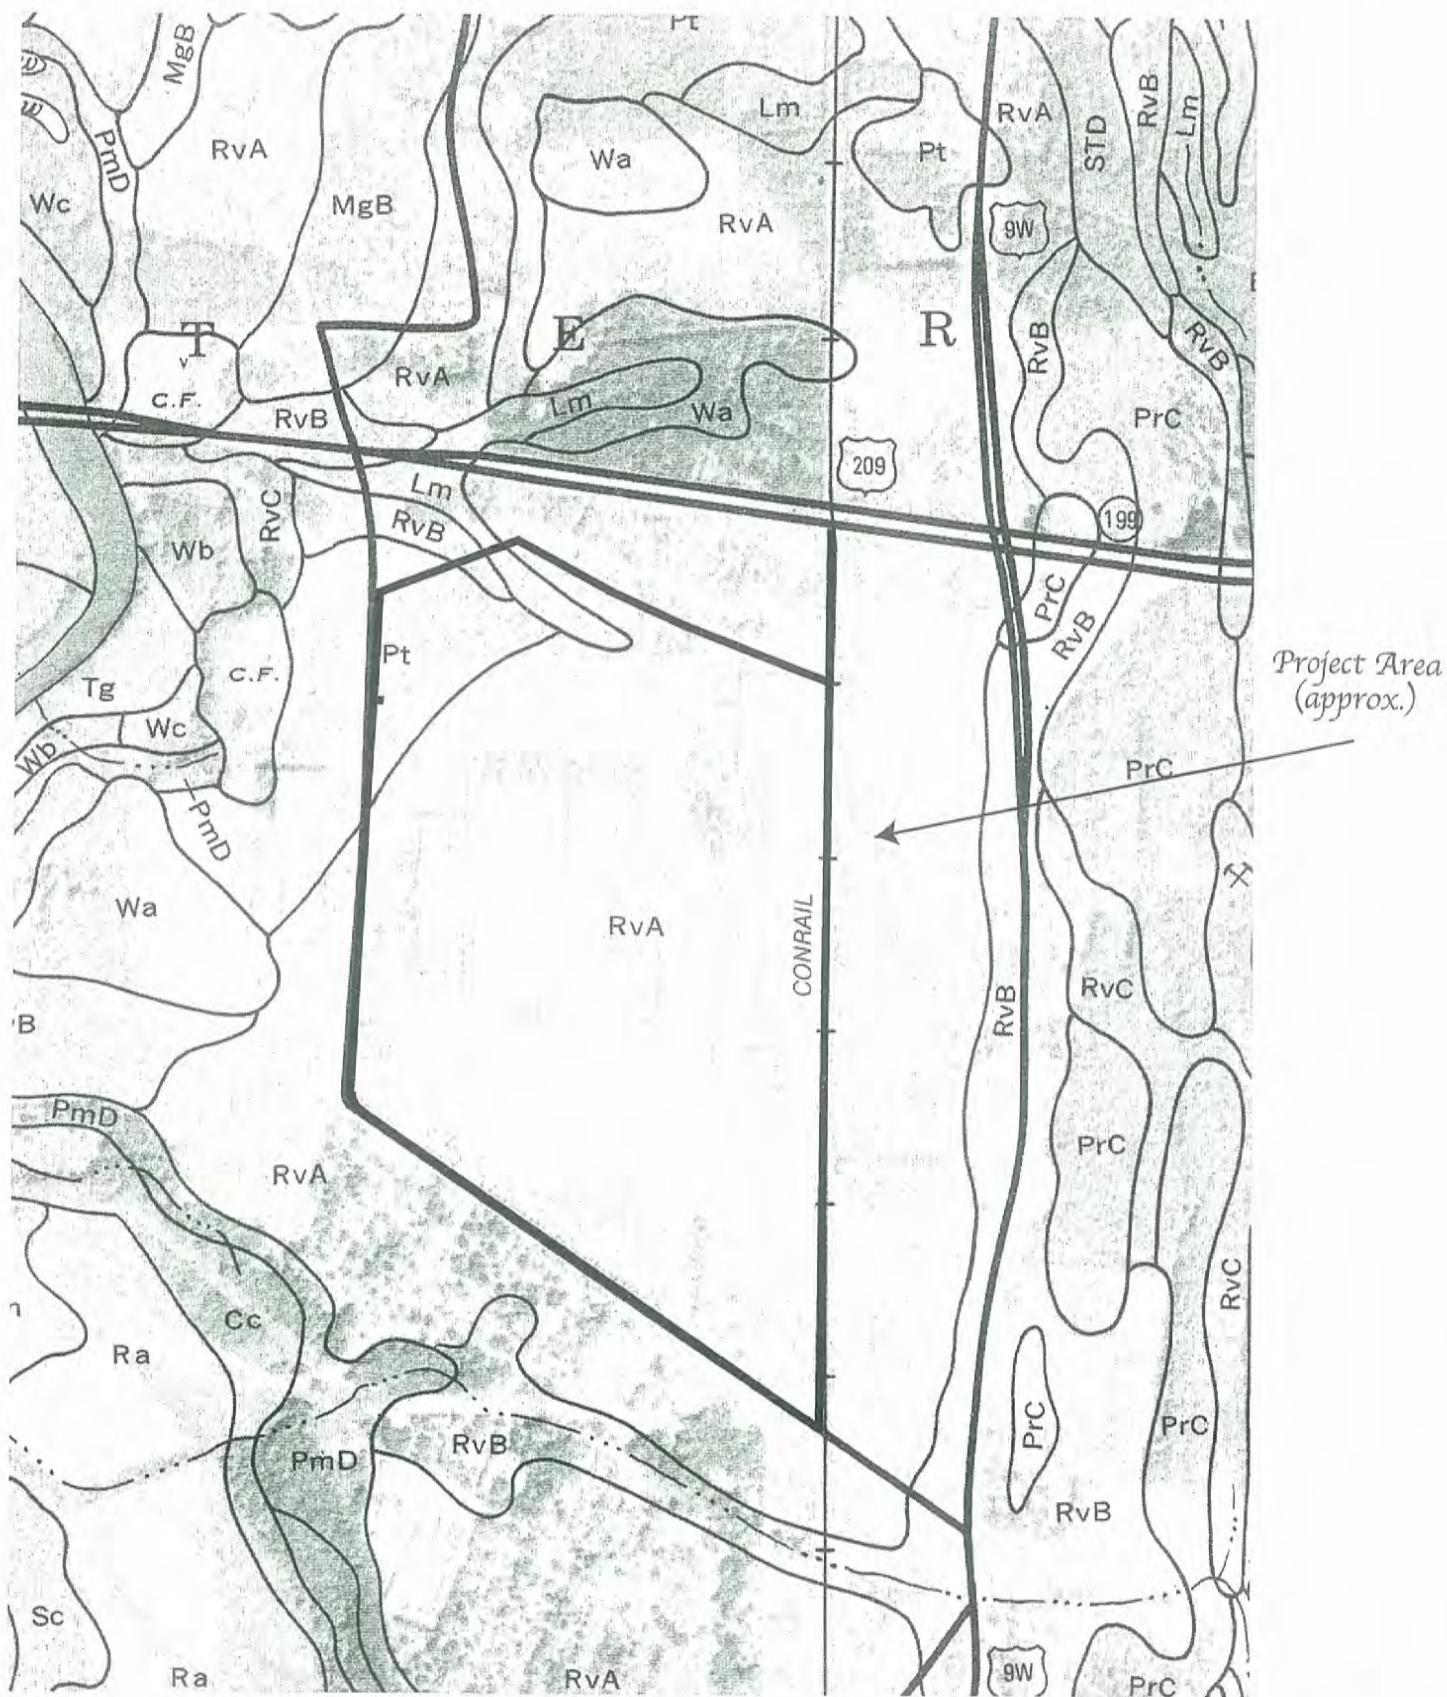 Pt
MgB
w
w
PmD
RvA
Wc
MgB
Lm
Wa
RvA
Pt
RvA
STD
RvB
Lm
9W
T
E
R
RvB
RvB
C.F.
RvA
RvB
Lm
Wa
PrC
209
199
Lm
RvB
RvC
Wb
PrC
RvB
Pt
C.F.
Tg
Wc
Wb
PmD
Project Area
(approx.)
PrC
Wa
RvA
CONRAIL
RvB
RvC
B
PmD
RvA
PrC
Cc
Ra
RvC
PrC
PrC
RvB
PmD
RvB
Sc
Ra
RvA
9W
PrC